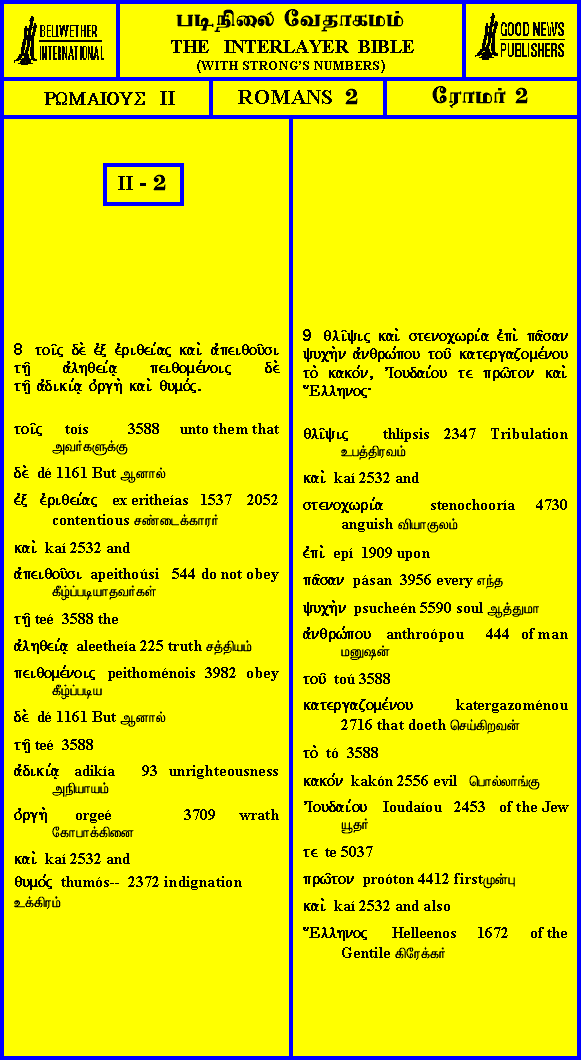 BELLWETHER
INTERNATIONAL
படிநிலை வேதாகமம்
THE INTERLAYER BIBLE
(WITH STRONG'S NUMBERS)
GOOD NEWS
PUBLISHERS
ΡΩΜΑΙΟΥΣ II
ROMANS 2
ரோமர் 2
II - 2
8 τοῖς δὲ ἐξ ἐριθείας καὶ ἀπειθοῦσι
τῇ ἀληθείᾳ πειθομένοις δὲ
τῇ ἀδικίᾳ ὀργὴ καὶ θυμός.
τοῖς toís 3588 unto them that
அவர்களுக்கு
δὲ dé 1161 But ஆனால்
ἐξ ἐριθείας ex eritheías 1537 2052
contentious சண்டைக்காரர்
καὶ kaí 2532 and
ἀπειθοῦσι apeithoúsi 544 do not obey
கீழ்ப்படியாதவர்கள்
τῇ teé 3588 the
ἀληθείᾳ aleetheía 225 truth சத்தியம்
πειθομένοις peithoménois 3982 obey
கீழ்ப்படிய
δὲ dé 1161 But ஆனால்
τῇ teé 3588
ἀδικίᾳ adikía 93 unrighteousness
அநியாயம்
ὀργὴ orgeé 3709 wrath
கோபாக்கினை
καὶ kaí 2532 and
θυμός thumós-- 2372 indignation
உக்கிரம்
9 θλῖψις καὶ στενοχωρία ἐπὶ πᾶσαν
ψυχὴν ἀνθρώπου τοῦ κατεργαζομένου
τὸ κακόν, Ἰουδαίου τε πρῶτον καὶ
Ἕλληνος·
θλῖψις thlípsis 2347 Tribulation
உபத்திரவம்
καὶ kaí 2532 and
στενοχωρία stenochooría 4730
anguish வியாகுலம்
ἐπὶ epí 1909 upon
πᾶσαν pásan 3956 every எந்த
ψυχὴν psucheén 5590 soul ஆத்துமா
ἀνθρώπου anthroópou 444 of man
மனுஷன்
τοῦ toú 3588
κατεργαζομένου katergazoménou
2716 that doeth செய்கிறவன்
τὸ tó 3588
κακόν kakón 2556 evil பொல்லாங்கு
Ἰουδαίου Ioudaíou 2453 of the Jew
யூதர்
τε te 5037
πρῶτον proóton 4412 firstமுன்பு
καὶ kaí 2532 and also
Ἕλληνος Helleenos 1672 of the
Gentile கிரேக்கர்